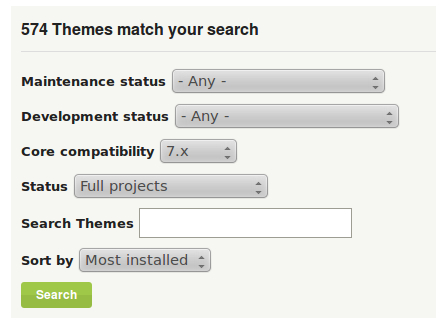 574 Themes match your search
Maintenance status - Any -
Development status - Any -
Core compatibility 7.x
Status Full projects
Search Themes
Sort by Most installed
Search